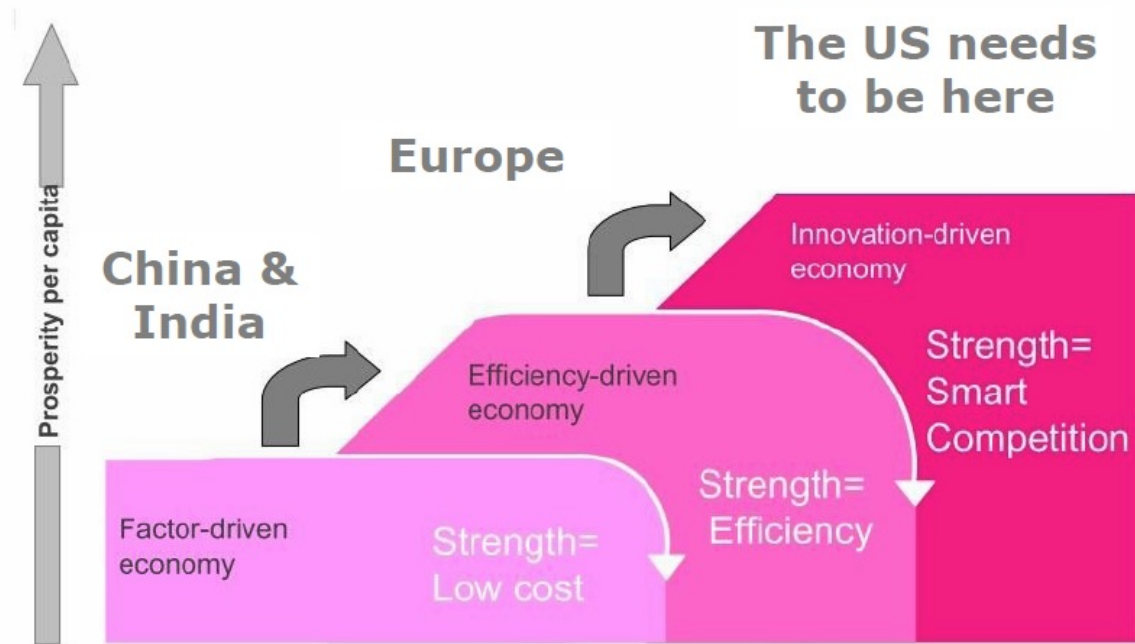 The US needs
to be here
Europe
China &
India
Prosperity per capita
Innovation-driven
economy
Strength=
Smart
Competition
Efficiency-driven
economy
Strength=
Efficiency
Factor-driven
economy
Strength=
Low cost